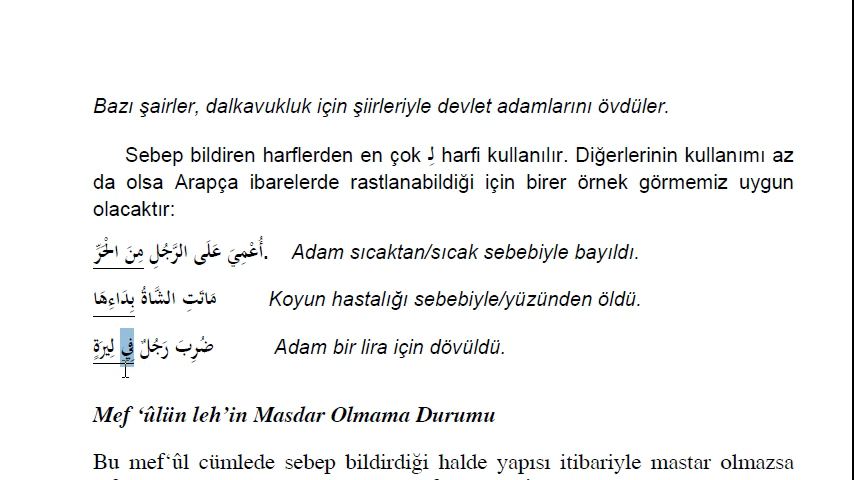 Bazı şairler, dalkavukluk için şiirleriyle devlet adamlarını övdüler.
Sebep bildiren harflerden en çok لِـ harfi kullanılır. Diğerlerinin kullanımı az
da olsa Arapça ibarelerde rastlanabildiği için birer örnek görmemiz uygun
olacaktır:
أُغْمِيَ عَلَى الرَّجُلِ مِنَ الْحَرِّ. Adam sıcaktan/sıcak sebebiyle bayıldı.
مَاتَتِ الشَّاةُ بِدَاءِهَا Koyun hastalığı sebebiyle/yüzünden öldü.
ضُرِبَ رَجُلٌ فِي لِيرَةٍ Adam bir lira için dövüldü.
Mef ‘ûlün leh’in Masdar Olmama Durumu
Bu mef‘ûl cümlede sebep bildirdiği halde yapısı itibariyle mastar olmazsa